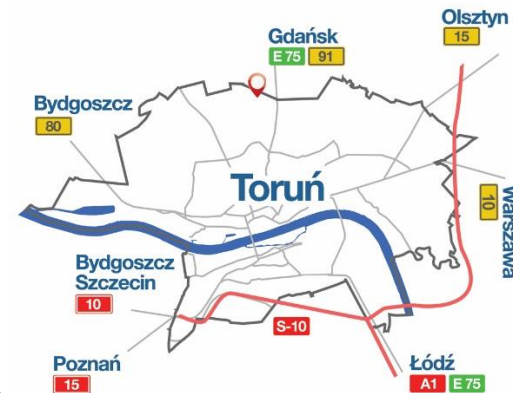 Olsztyn
15
Gdańsk
E 75 91
Bydgoszcz
80
Toruń
10
Warszawa
Bydgoszcz
Szczecin
10
S-10
Poznań
15
Łódź
A1 E 75